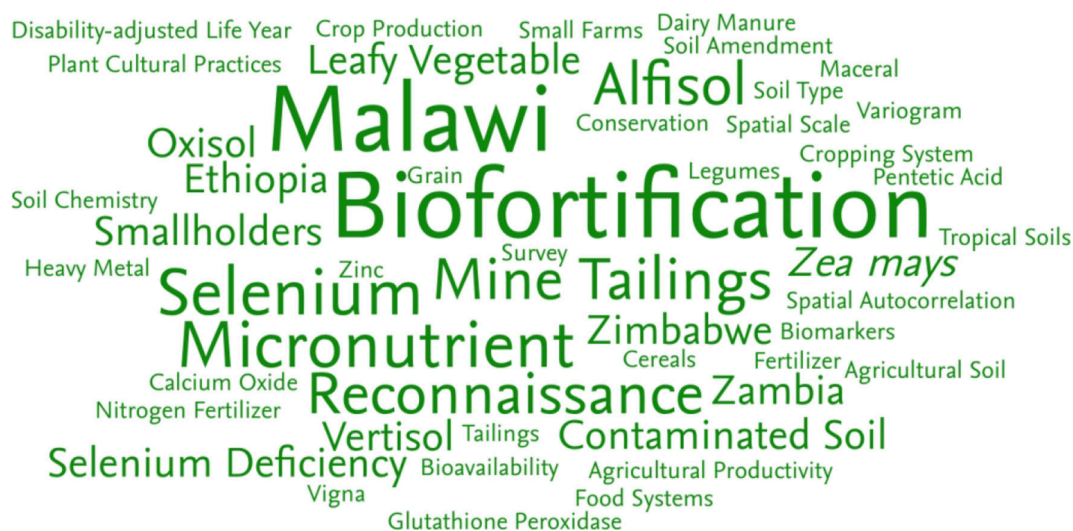 Disability-adjusted Life Year
Crop Production
Small Farms
Dairy Manure
Plant Cultural Practices
Leafy Vegetable
Soil Amendment
Alfisol
Maceral
Soil Type
Malawi
Variogram
Conservation
Spatial Scale
Oxisol
Cropping System
Ethiopia
Grain
Legumes
Pentetic Acid
Soil Chemistry
Biofortification
Smallholders
Tropical Soils
Heavy Metal
Zinc
Survey
Zea mays
Selenium
Mine Tailings
Spatial Autocorrelation
Micronutrient
Zimbabwe
Biomarkers
Cereals
Fertilizer
Agricultural Soil
Calcium Oxide
Reconnaissance
Zambia
Nitrogen Fertilizer
Vertisol
Tailings
Contaminated Soil
Selenium Deficiency
Bioavailability
Agricultural Productivity
Vigna
Food Systems
Glutathione Peroxidase